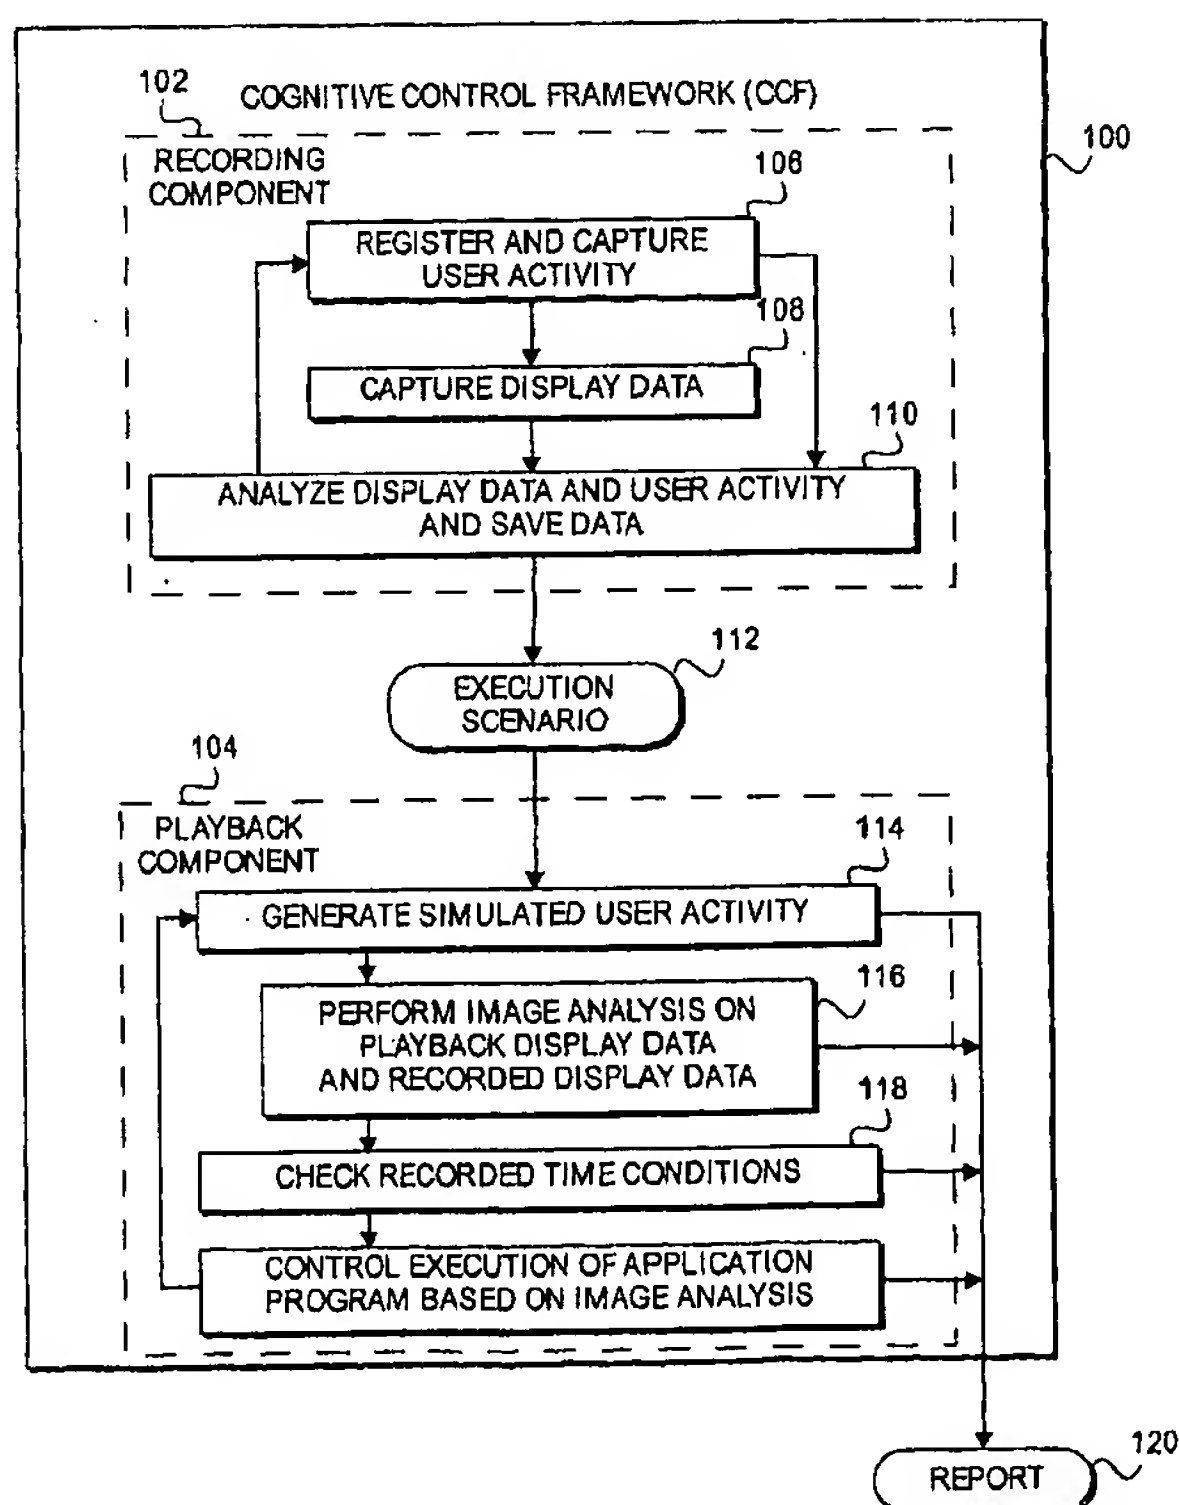 102
COGNITIVE CONTROL FRAMEWORK (CCF)
100
RECORDING
COMPONENT
106
REGISTER AND CAPTURE
USER ACTIVITY
108
CAPTURE DISPLAY DATA
110
ANALYZE DISPLAY DATA AND USER ACTIVITY
AND SAVE DATA
112
EXECUTION
SCENARIO
104
PLAYBACK
COMPONENT
114
GENERATE SIMULATED USER ACTIVITY
116
PERFORM IMAGE ANALYSIS ON
PLAYBACK DISPLAY DATA
AND RECORDED DISPLAY DATA
118
CHECK RECORDED TIME CONDITIONS
CONTROL EXECUTION OF APPLICATION
PROGRAM BASED ON IMAGE ANALYSIS
120
REPORT